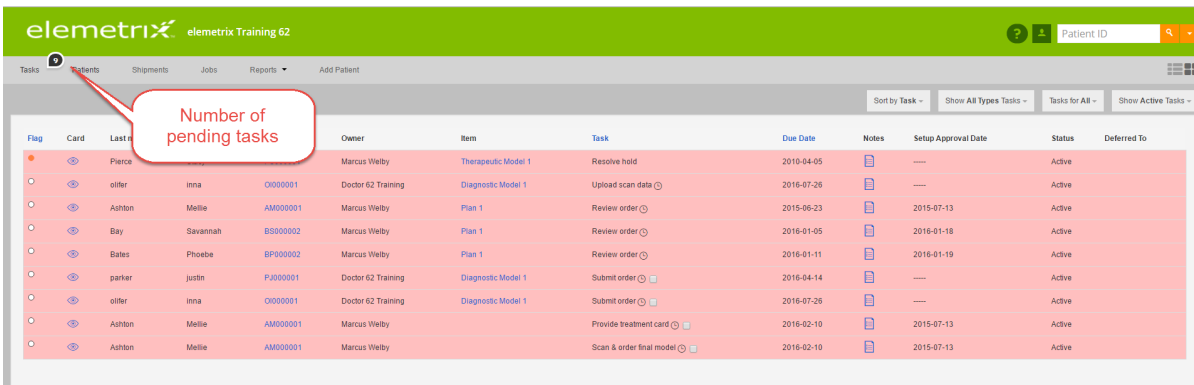 elemetrix™ elemetrix Training 62
? Patient ID
Tasks 9 Patients Shipments Jobs Reports Add Patient
Number of
pending tasks
Sort by Task Show All Types Tasks Tasks for All Show Active Tasks
Flag Card Last Owner Item Task Due Date Notes Setup Approval Date Status Deferred To
Pierce Marcus Welby Therapeutic Model 1 Resolve hold 2010-04-05 ----- Active
olifer inna OI000001 Doctor 62 Training Diagnostic Model 1 Upload scan data 2016-07-26 ----- Active
Ashton Mellie AM000001 Marcus Welby Plan 1 Review order 2015-06-23 2015-07-13 Active
Bay Savannah BS000002 Marcus Welby Plan 1 Review order 2016-01-05 2016-01-18 Active
Bates Phoebe BP000002 Marcus Welby Plan 1 Review order 2016-01-11 2016-01-19 Active
parker justin PJ000001 Doctor 62 Training Diagnostic Model 1 Submit order 2016-04-14 ----- Active
olifer inna OI000001 Doctor 62 Training Diagnostic Model 1 Submit order 2016-07-26 ----- Active
Ashton Mellie AM000001 Marcus Welby Provide treatment card 2016-02-10 2015-07-13 Active
Ashton Mellie AM000001 Marcus Welby Scan & order final model 2016-02-10 2015-07-13 Active